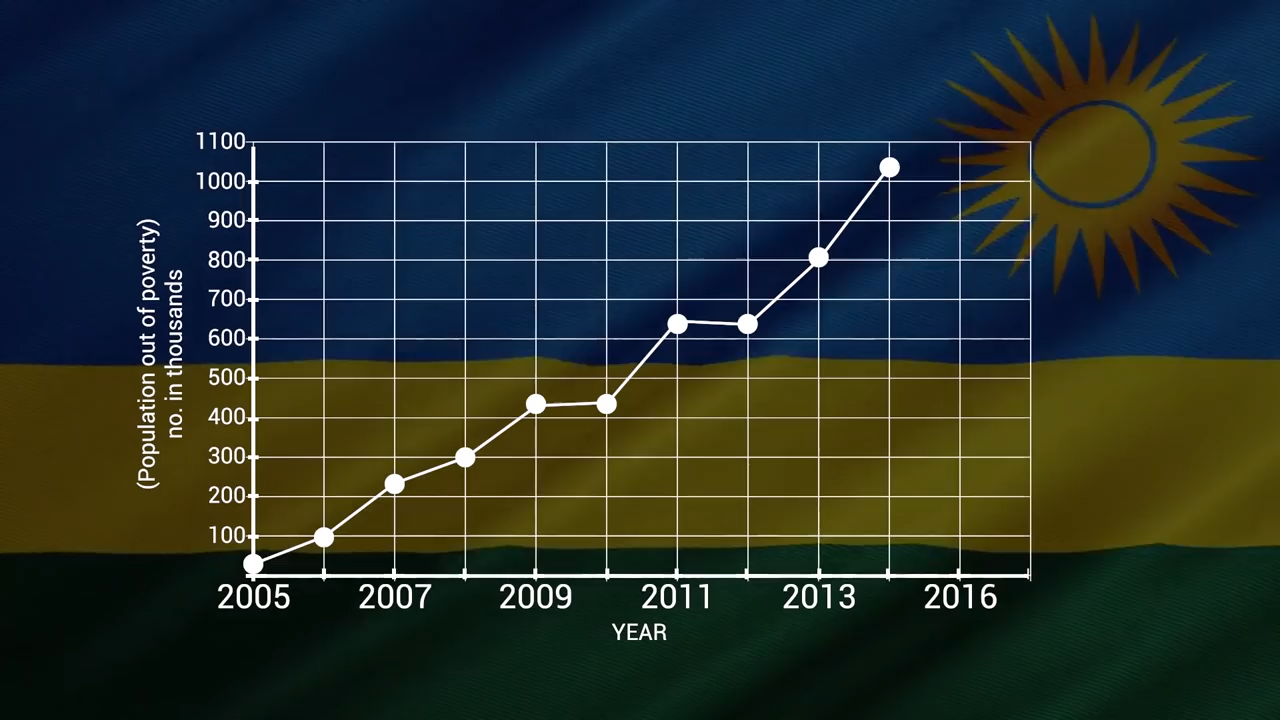 1100
1000
900
800
700
600
500
400
300
200
100
(Population out of poverty)
no. in thousands
2005 2007 2009 2011 2013 2016
YEAR